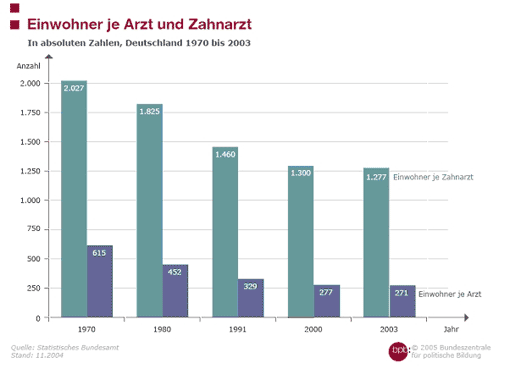 Einwohner je Arzt und Zahnarzt
In absoluten Zahlen, Deutschland 1970 bis 2003
Anzahl
2.000
1.750
1.500
1.250
1.000
750
500
250
0
2.027
615
1.825
452
1.460
329
1.300
277
1.277
271
Einwohner je Zahnarzt
Einwohner je Arzt
1970 1980 1991 2000 2003 Jahr
Quelle: Statistisches Bundesamt
Stand: 11.2004
bpb:
© 2005 Bundeszentrale
für politische Bildung